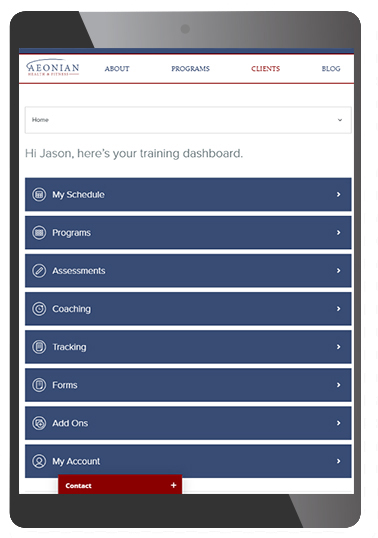 AEONIAN
HEALTH & FITNESS
ABOUT
PROGRAMS
CLIENTS
BLOG
Home
Hi Jason, here's your training dashboard.
My Schedule
Programs
Assessments
Coaching
Tracking
Forms
Add Ons
My Account
Contact +